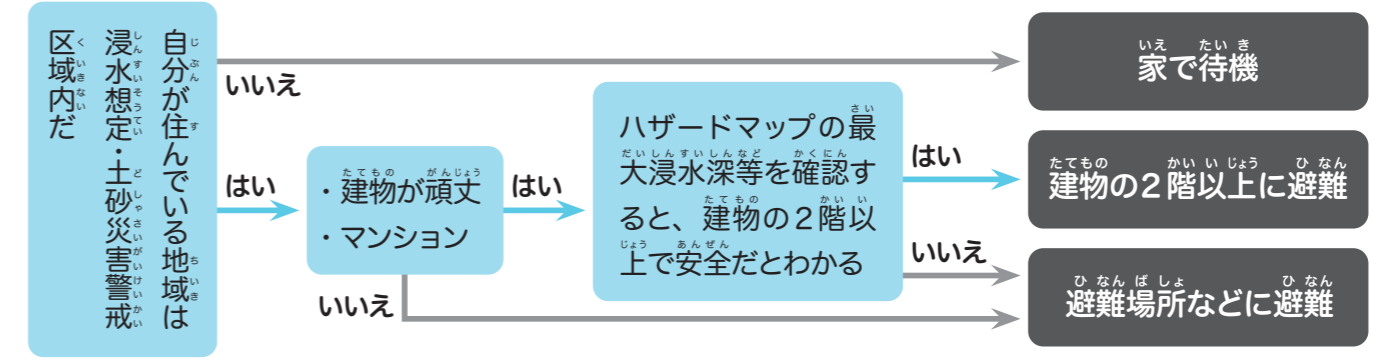 自分が住んでいる地域は
浸水想定・土砂災害警戒
区域内だ
いいえ
家で待機
はい
・建物が頑丈
・マンション
はい
ハザードマップの最
大浸水深等を確認す
ると、建物の2階以
上で安全だとわかる
はい
建物の2階以上に避難
いいえ
いいえ
避難場所などに避難